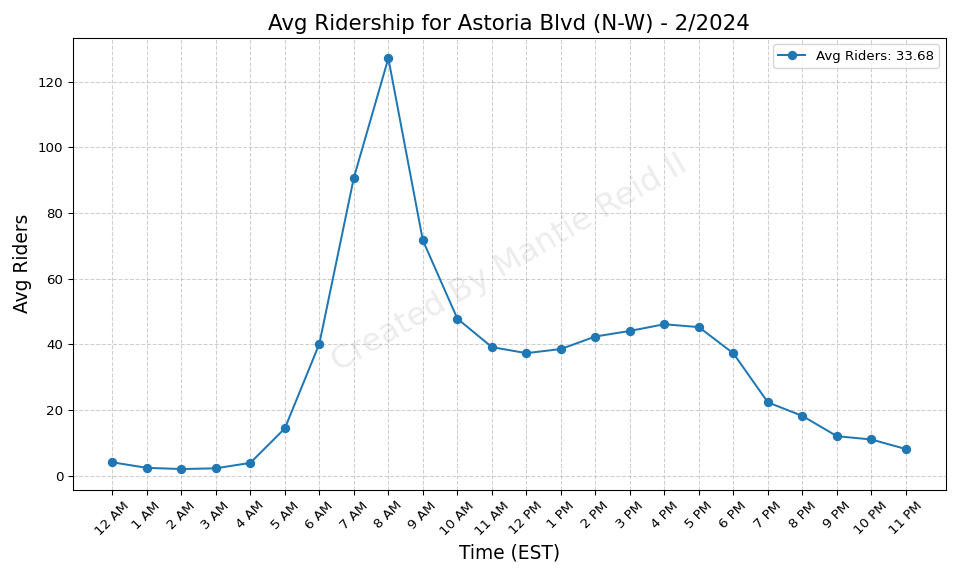 Avg Ridership for Astoria Blvd (N-W) - 2/2024
Avg Riders: 33.68
Avg Riders
120
100
80
60
40
20
0
Created By Mantle Reid II
12 AM
1 AM
2 AM
3 AM
4 AM
5 AM
6 AM
7 AM
8 AM
9 AM
10 AM
11 AM
12 PM
1 PM
2 PM
3 PM
4 PM
5 PM
6 PM
7 PM
8 PM
9 PM
10 PM
11 PM
Time (EST)